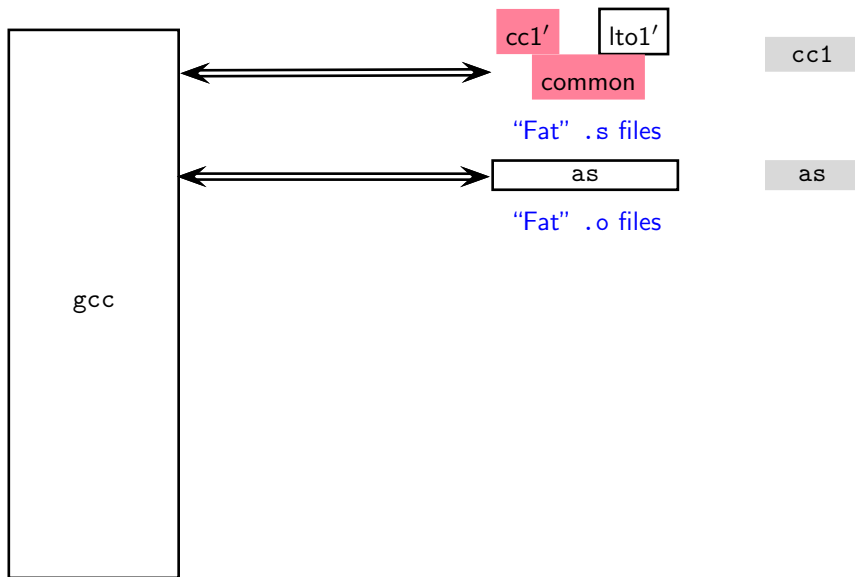 cc1′
lto1′
common
cc1
“Fat” .s files
as
as
“Fat” .o files
gcc